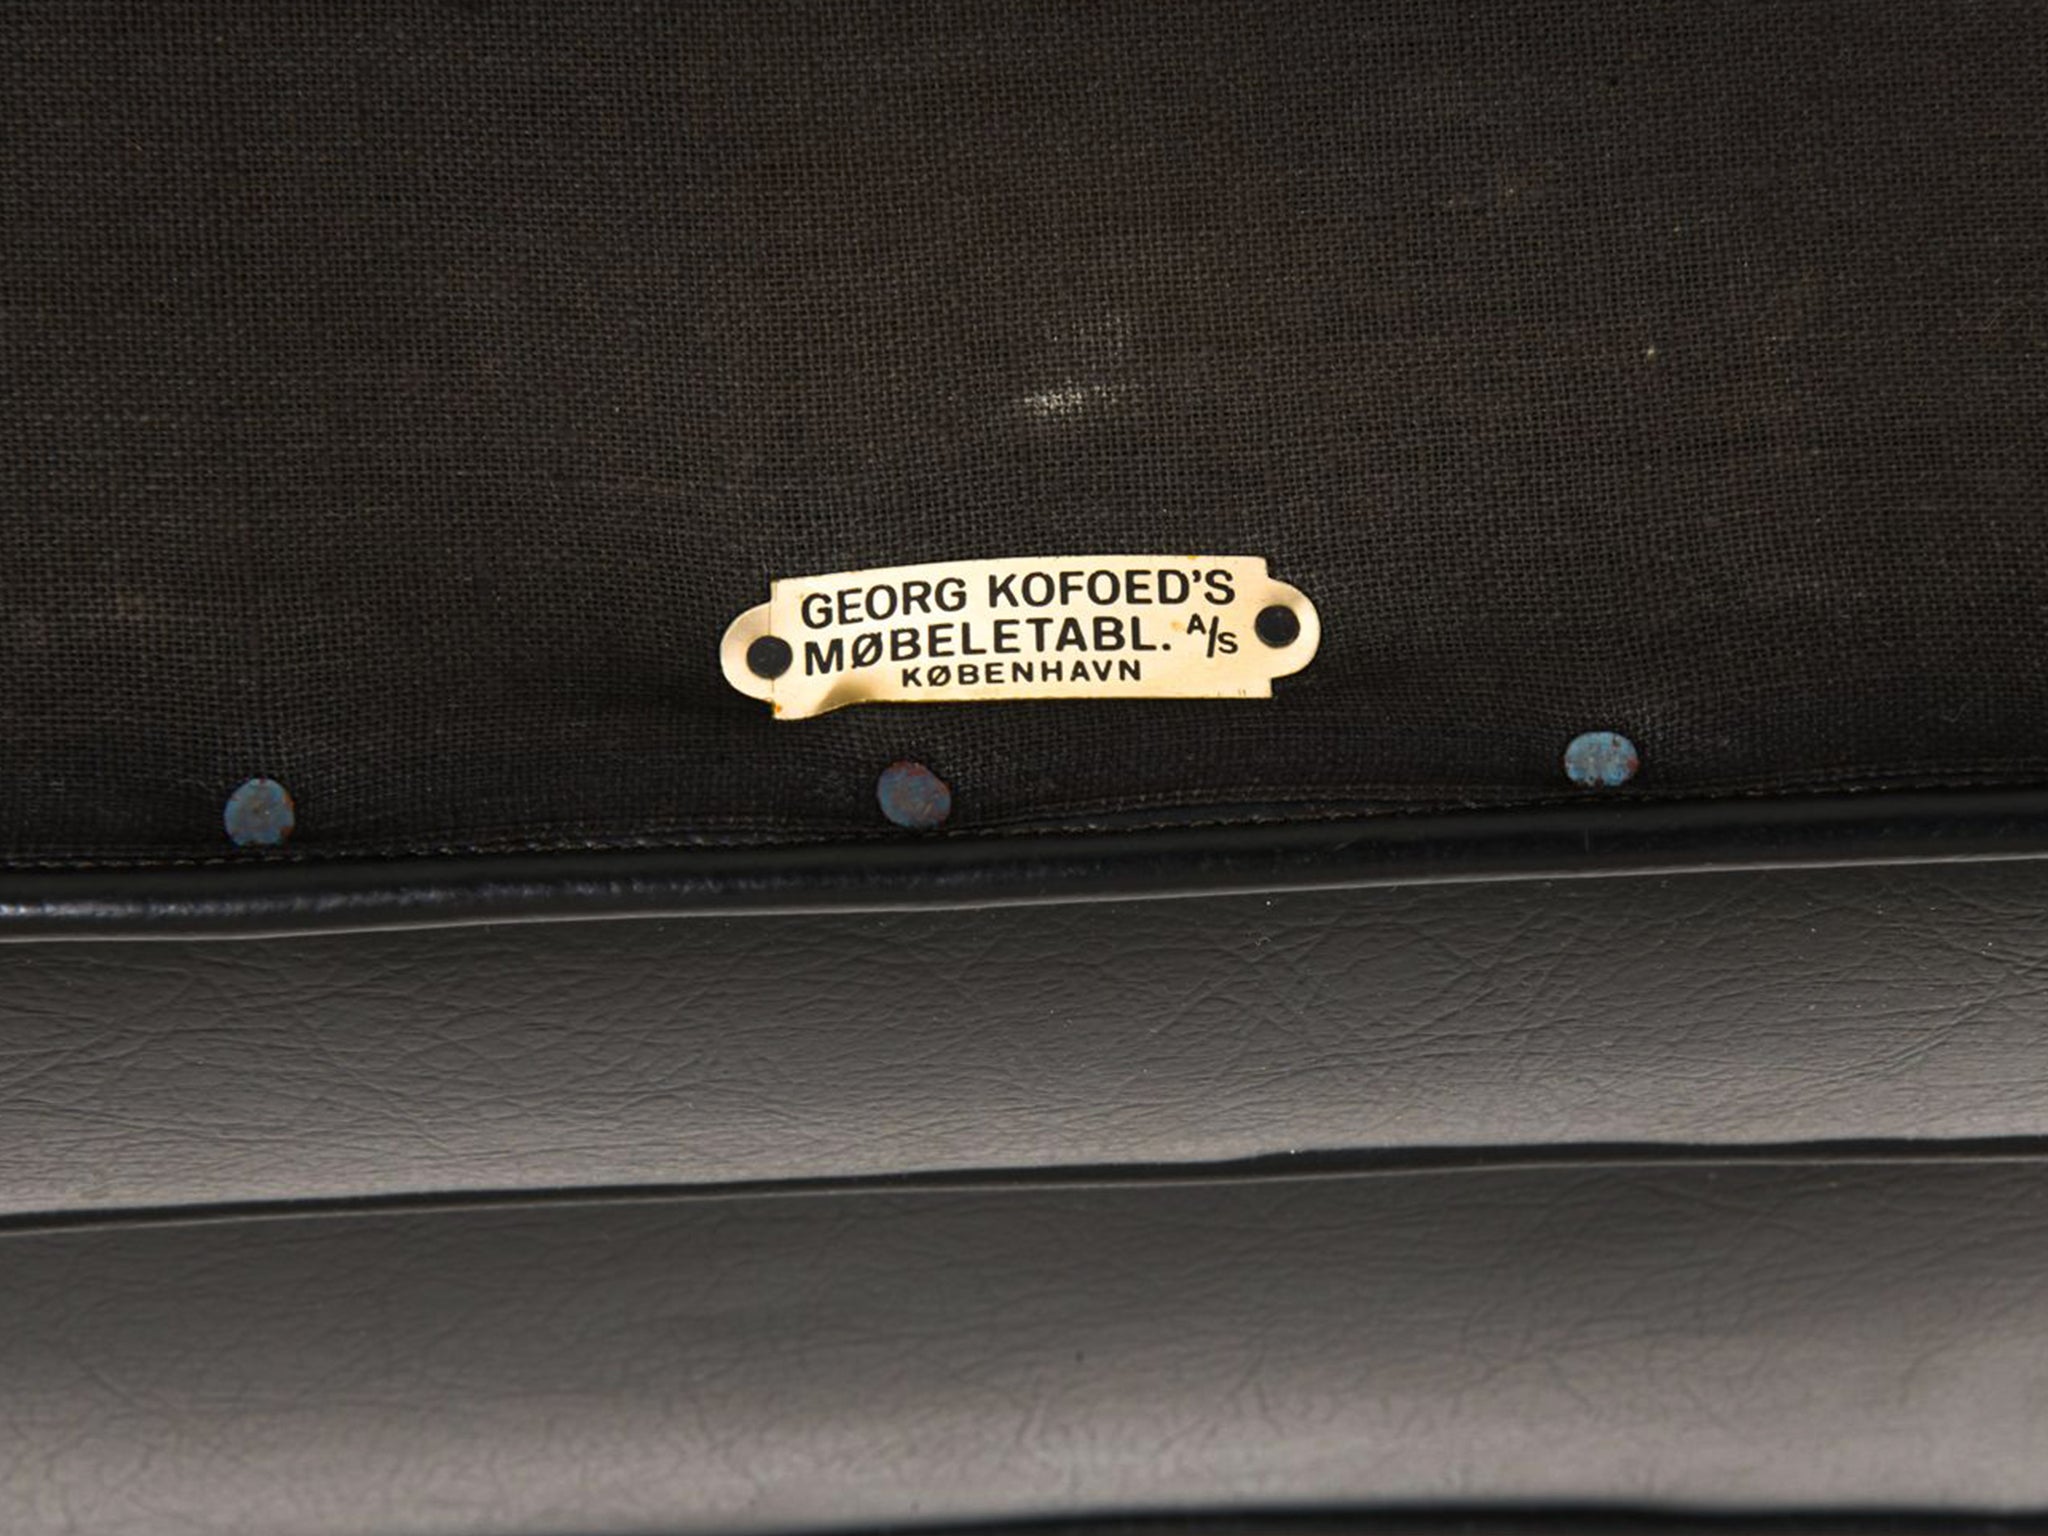 GEORG KOFOED'S
MØBELETABL. A/S
KØBENHAVN